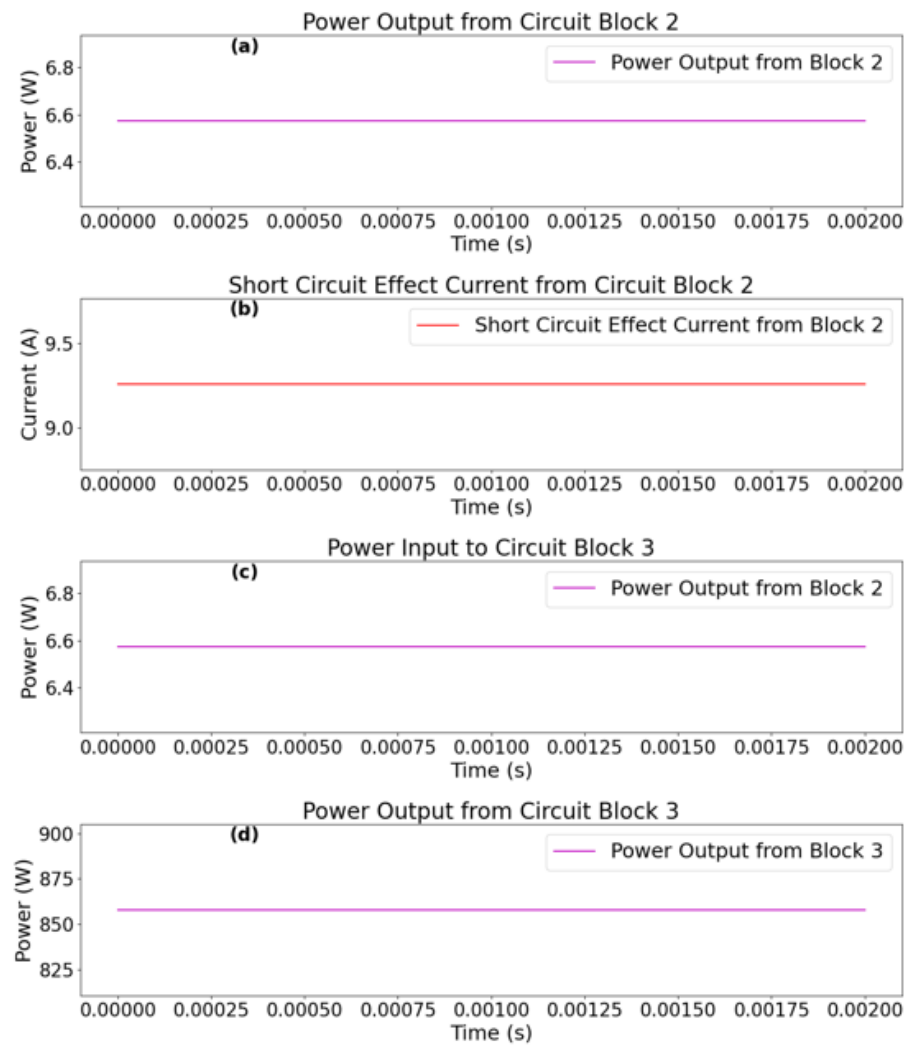 Power Output from Circuit Block 2
(a)
Power Output from Block 2
Power (W)
6.8
6.6
6.4
0.00000 0.00025 0.00050 0.00075 0.00100 0.00125 0.00150 0.00175 0.00200
Time (s)
Short Circuit Effect Current from Circuit Block 2
(b)
Short Circuit Effect Current from Block 2
Current (A)
9.5
9.0
0.00000 0.00025 0.00050 0.00075 0.00100 0.00125 0.00150 0.00175 0.00200
Time (s)
Power Input to Circuit Block 3
(c)
Power Output from Block 2
Power (W)
6.8
6.6
6.4
0.00000 0.00025 0.00050 0.00075 0.00100 0.00125 0.00150 0.00175 0.00200
Time (s)
Power Output from Circuit Block 3
(d)
Power Output from Block 3
Power (W)
900
875
850
825
0.00000 0.00025 0.00050 0.00075 0.00100 0.00125 0.00150 0.00175 0.00200
Time (s)